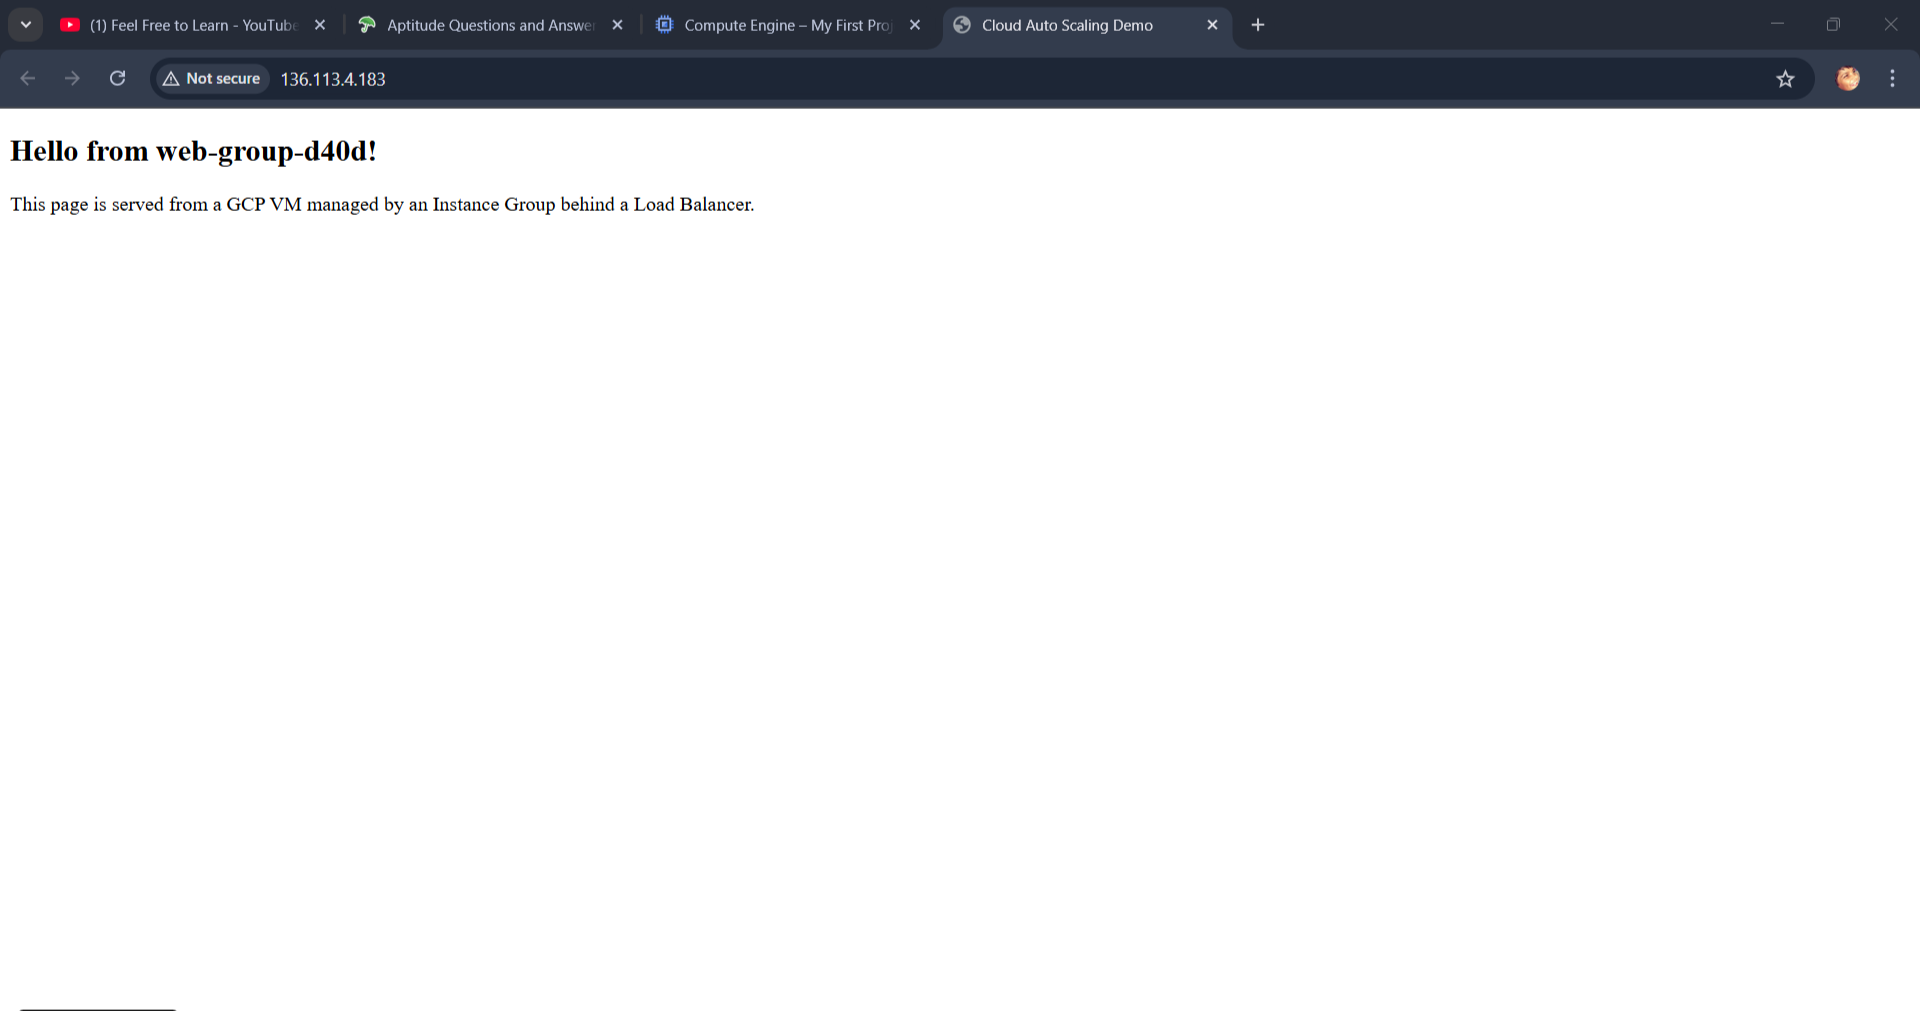 (1) Feel Free to Learn - YouTube
Aptitude Questions and Answer
Compute Engine – My First Proj
Cloud Auto Scaling Demo
Not secure
136.113.4.183
Hello from web-group-d40d!
This page is served from a GCP VM managed by an Instance Group behind a Load Balancer.